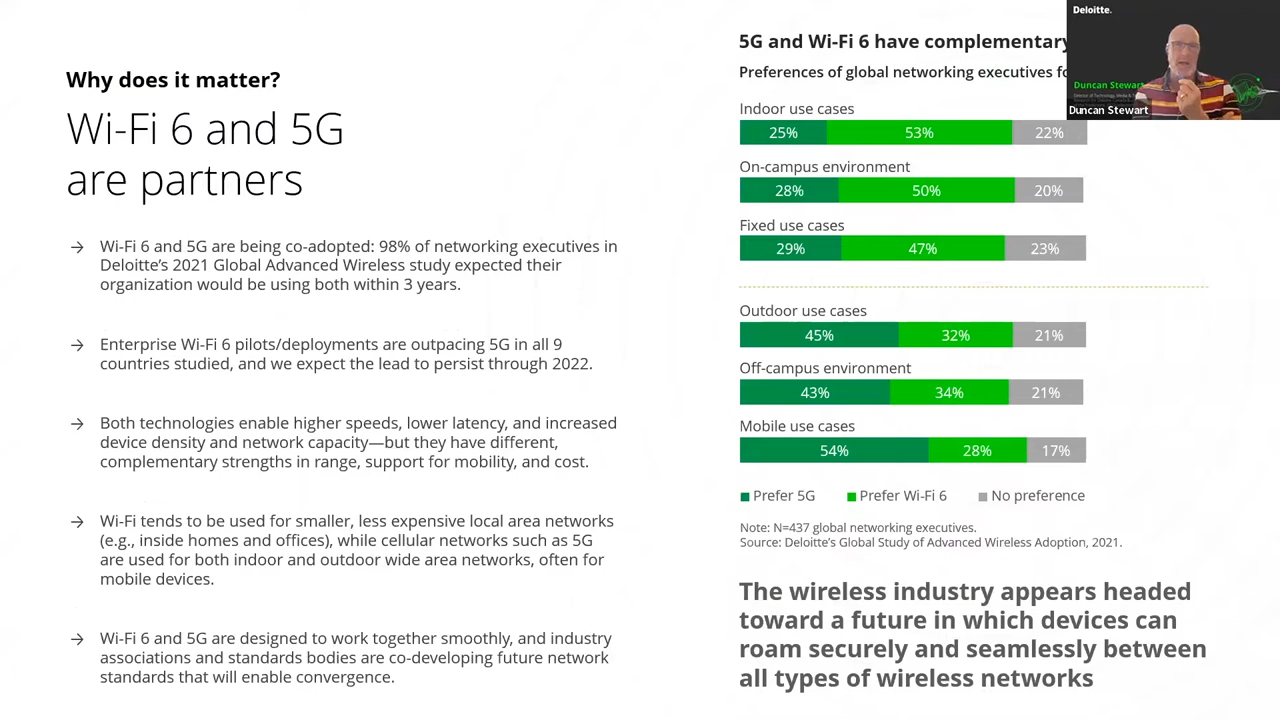 Why does it matter?
Wi-Fi 6 and 5G
are partners
→ Wi-Fi 6 and 5G are being co-adopted: 98% of networking executives in
Deloitte’s 2021 Global Advanced Wireless study expected their
organization would be using both within 3 years.
→ Enterprise Wi-Fi 6 pilots/deployments are outpacing 5G in all 9
countries studied, and we expect the lead to persist through 2022.
→ Both technologies enable higher speeds, lower latency, and increased
device density and network capacity—but they have different,
complementary strengths in range, support for mobility, and cost.
→ Wi-Fi tends to be used for smaller, less expensive local area networks
(e.g., inside homes and offices), while cellular networks such as 5G
are used for both indoor and outdoor wide area networks, often for
mobile devices.
→ Wi-Fi 6 and 5G are designed to work together smoothly, and industry
associations and standards bodies are co-developing future network
standards that will enable convergence.
5G and Wi-Fi 6 have complementary
Preferences of global networking executives
Indoor use cases
25% 53% 22%
On-campus environment
28% 50% 20%
Fixed use cases
29% 47% 23%
Outdoor use cases
45% 32% 21%
Off-campus environment
43% 34% 21%
Mobile use cases
54% 28% 17%
Prefer 5G Prefer Wi-Fi 6 No preference
Note: N=437 global networking executives.
Source: Deloitte’s Global Study of Advanced Wireless Adoption, 2021.
The wireless industry appears headed
toward a future in which devices can
roam securely and seamlessly between
all types of wireless networks
Deloitte.
Duncan Stewart
Duncan Stewart